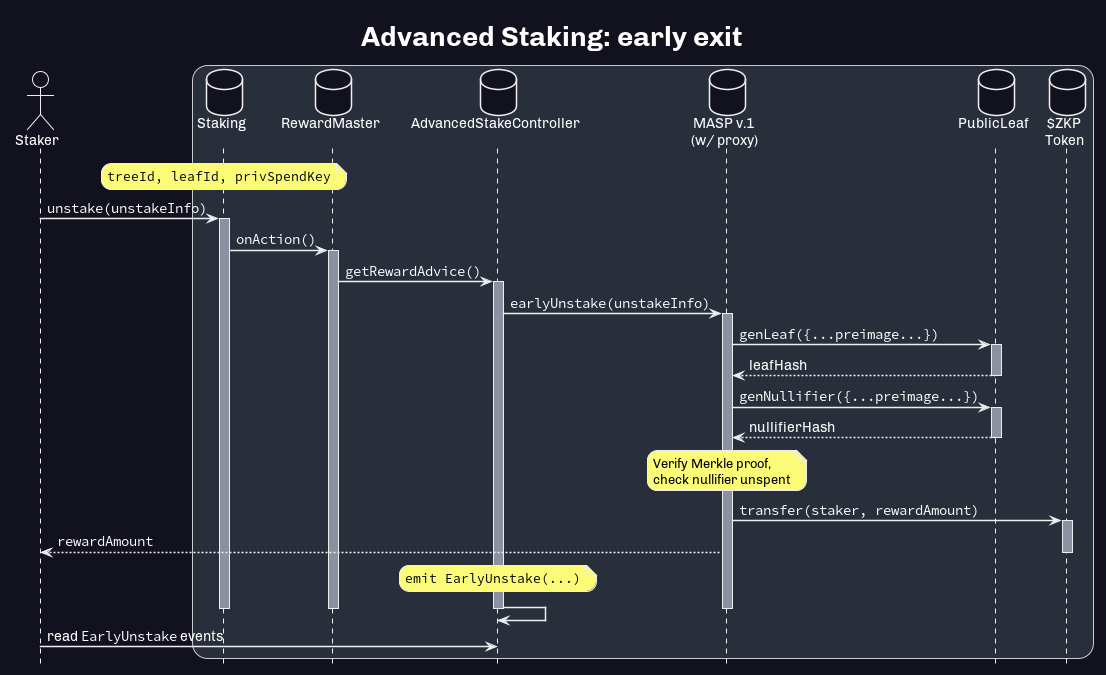 Advanced Staking: early exit
Staker
Staking
RewardMaster
AdvancedStakeController
MASP v.1
(w/ proxy)
PublicLeaf
$ZKP
Token
treeId, leafId, privSpendKey
unstake(unstakeInfo)
onAction()
getRewardAdvice()
earlyUnstake(unstakeInfo)
genLeaf({...preimage...})
leafHash
genNullifier({...preimage...})
nullifierHash
Verify Merkle proof,
check nullifier unspent
transfer(staker, rewardAmount)
rewardAmount
emit EarlyUnstake(...)
read EarlyUnstake events